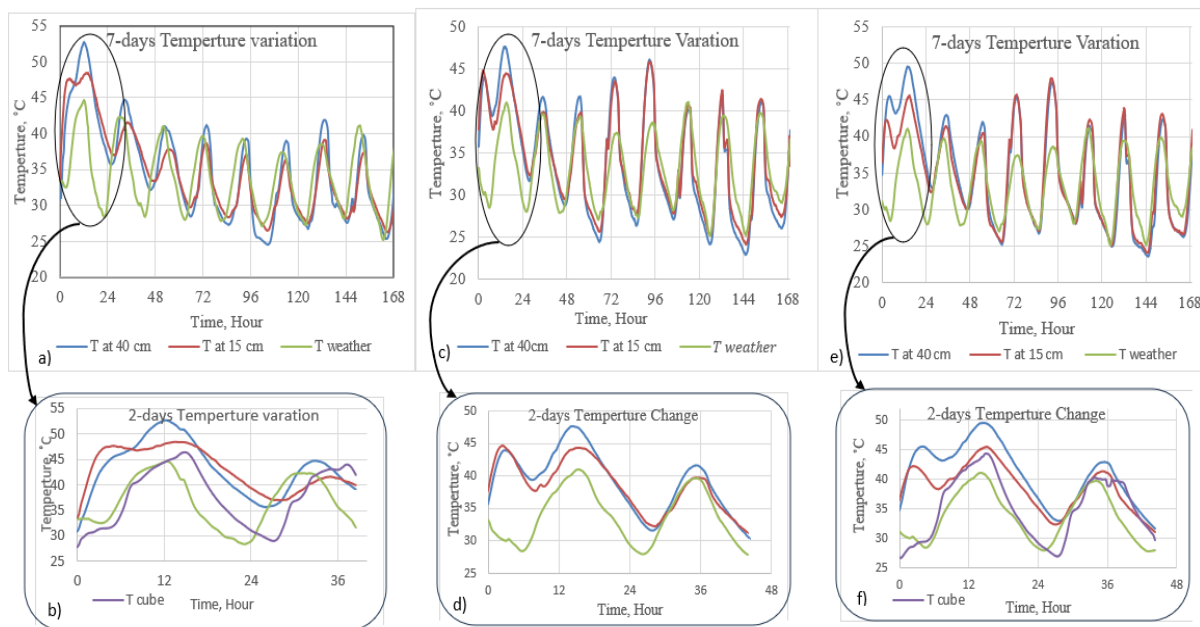 7-days Temperture variation
Temperature, °C
55
50
45
40
35
30
25
20
0 24 48 72 96 120 144 168
Time, Hour
a)
T at 40 cm T at 15 cm T weather
7-days Temperture Varation
Temperature, °C
50
45
40
35
30
25
20
0 24 48 72 96 120 144 168
Time, Hour
c)
T at 40cm T at 15 cm T weather
7-days Temperture Varation
Temperature, °C
55
50
45
40
35
30
25
20
0 24 48 72 96 120 144 168
Time, Hour
e)
T at 40 cm T at 15 cm T weather
2-days Temperture varation
Temperature, °C
55
50
45
40
35
30
25
0 12 24 36
T cube
Time, Hour
b)
2-days Temperture Change
Temperature, °C
50
45
40
35
30
25
0 12 24 36 48
Time, Hour
d)
2-days Temperture Change
Temperature, °C
50
45
40
35
30
25
0 12 24 36 48
T cube
Time, Hour
f)